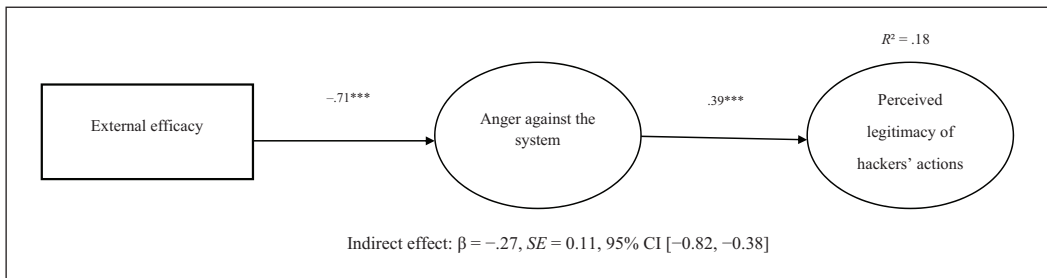 R² = .18
–.71***
.39***
External efficacy
Anger against the
system
Perceived
legitimacy of
hackers' actions
Indirect effect: β = –.27, SE = 0.11, 95% CI [–0.82, –0.38]